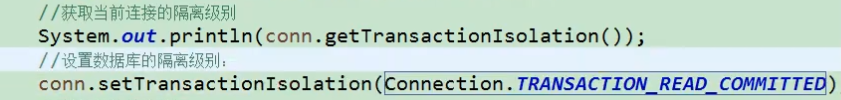 //获取当前连接的隔离级别
System.out.println(conn.getTransactionIsolation());
//设置数据库的隔离级别：
conn.setTransactionIsolation(Connection.TRANSACTION_READ_COMMITTED)